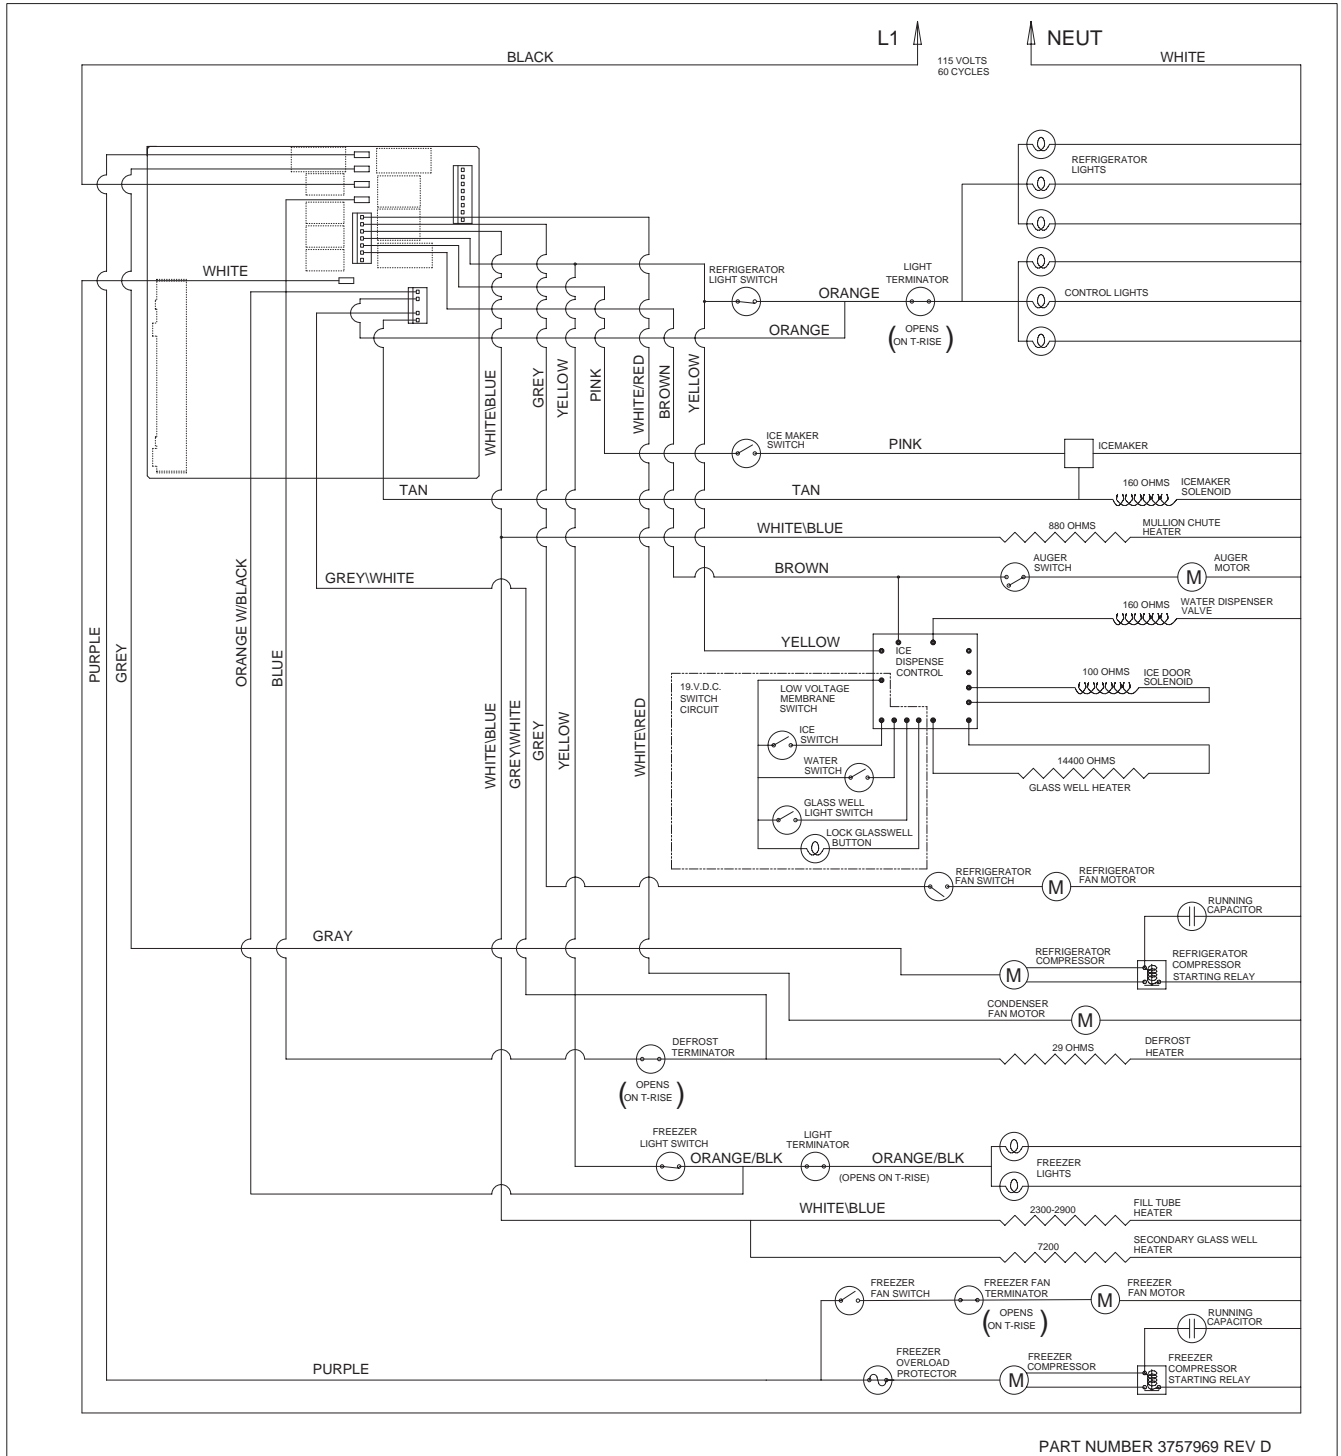 L1
NEUT
BLACK
115 VOLTS
60 CYCLES
WHITE
REFRIGERATOR
LIGHTS
WHITE
REFRIGERATOR
LIGHT SWITCH
ORANGE
LIGHT
TERMINATOR
CONTROL LIGHTS
ORANGE
( OPENS
ON T-RISE )
WHITE\BLUE
GREY
YELLOW
PINK
WHITE/RED
BROWN
YELLOW
ICE MAKER
SWITCH
PINK
ICEMAKER
TAN
TAN
160 OHMS
ICEMAKER
SOLENOID
WHITE\BLUE
880 OHMS
MULLION CHUTE
HEATER
GREY\WHITE
BROWN
AUGER
SWITCH
M
AUGER
MOTOR
160 OHMS
WATER DISPENSER
VALVE
PURPLE
GREY
ORANGE W/BLACK
BLUE
YELLOW
ICE
DISPENSE
CONTROL
100 OHMS
ICE DOOR
SOLENOID
19.V.D.C.
SWITCH
CIRCUIT
LOW VOLTAGE
MEMBRANE
SWITCH
WHITE\BLUE
GREY\WHITE
GREY
YELLOW
WHITE\RED
ICE
SWITCH
WATER
SWITCH
14400 OHMS
GLASS WELL HEATER
GLASS WELL
LIGHT SWITCH
LOCK GLASSWELL
BUTTON
REFRIGERATOR
FAN SWITCH
M
REFRIGERATOR
FAN MOTOR
RUNNING
CAPACITOR
GRAY
REFRIGERATOR
COMPRESSOR
M
REFRIGERATOR
COMPRESSOR
STARTING RELAY
CONDENSER
FAN MOTOR
M
DEFROST
TERMINATOR
29 OHMS
DEFROST
HEATER
( OPENS
ON T-RISE )
FREEZER
LIGHT SWITCH
ORANGE/BLK
LIGHT
TERMINATOR
ORANGE/BLK
(OPENS ON T-RISE)
FREEZER
LIGHTS
WHITE\BLUE
2300-2900
FILL TUBE
HEATER
7200
SECONDARY GLASS WELL
HEATER
FREEZER
FAN SWITCH
FREEZER FAN
TERMINATOR
M
FREEZER
FAN MOTOR
( OPENS
ON T-RISE )
RUNNING
CAPACITOR
PURPLE
FREEZER
OVERLOAD
PROTECTOR
M
FREEZER
COMPRESSOR
FREEZER
COMPRESSOR
STARTING RELAY
PART NUMBER 3757969 REV D